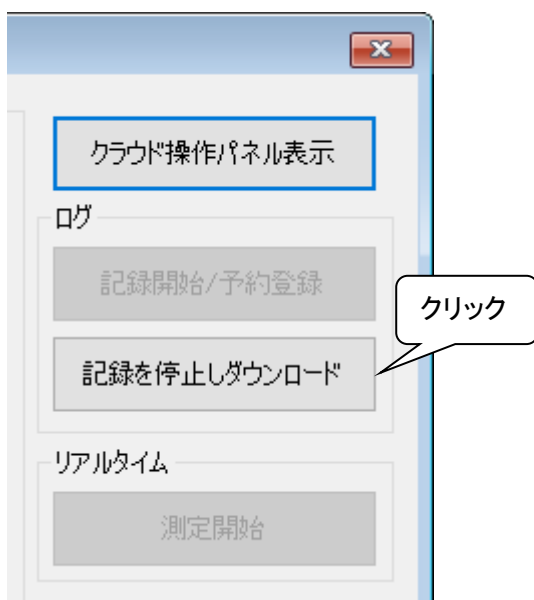 クラウド操作パネル表示
ログ
記録開始/予約登録
クリック
記録を停止しダウンロード
リアルタイム
測定開始